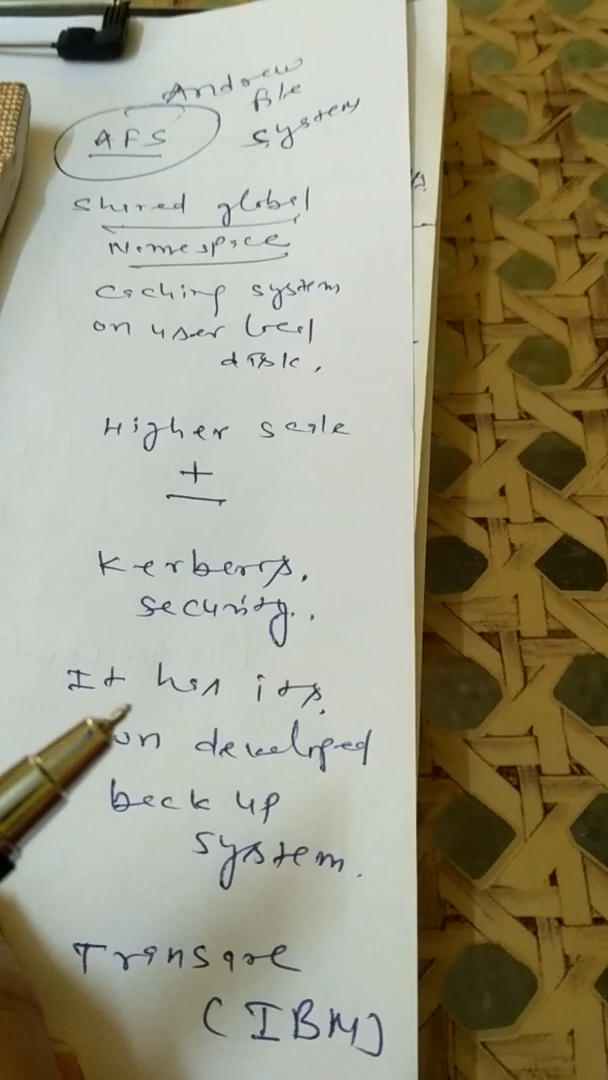 Andrew
File
System
AFS
Shared global
Namespace
Caching system
on user local
disk.
Higher scale
+
Kerberos.
security.
It has its
own developed
back up
system.
Transarc
(IBM)